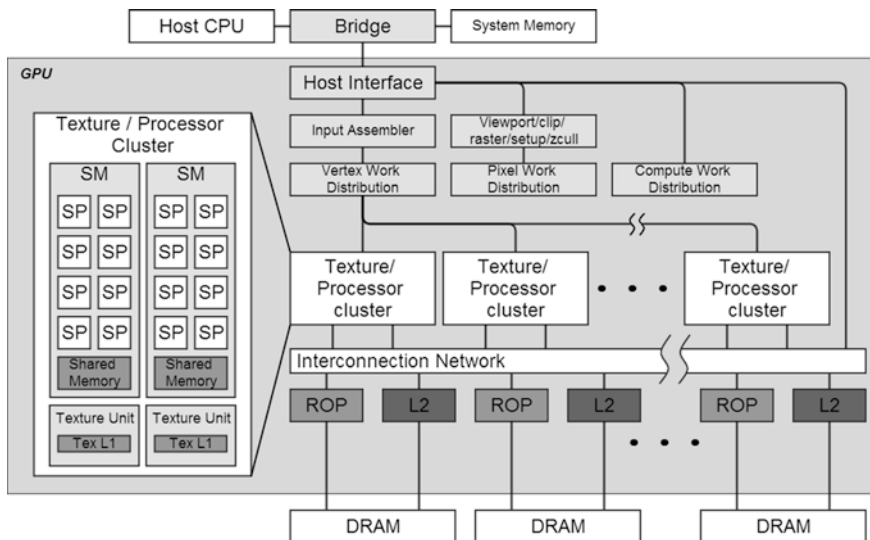 Host CPU
Bridge
System Memory
GPU
Host Interface
Texture / Processor
Cluster
SM
SM
SP SP SP SP
SP SP SP SP
SP SP SP SP
SP SP SP SP
Shared
Memory
Shared
Memory
Texture Unit
Tex L1
Texture Unit
Tex L1
Input Assembler
Viewport/clip/
raster/setup/zcull
Vertex Work
Distribution
Pixel Work
Distribution
Compute Work
Distribution
Texture/
Processor
cluster
Texture/
Processor
cluster
Texture/
Processor
cluster
Interconnection Network
ROP
L2
ROP
L2
ROP
L2
DRAM
DRAM
DRAM